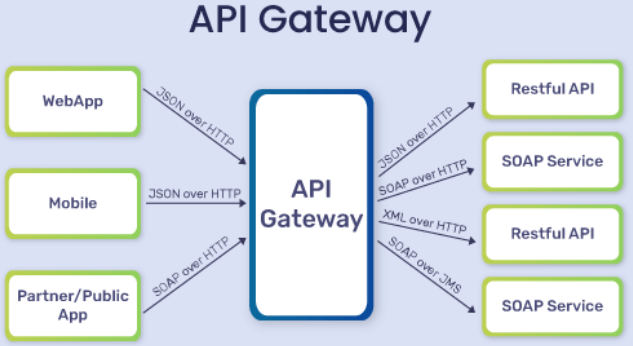 API Gateway
WebApp
JSON over HTTP
Mobile
JSON over HTTP
Partner/Public
App
SOAP over HTTP
API
Gateway
JSON over HTTP
Restful API
SOAP over HTTP
SOAP Service
XML over HTTP
Restful API
SOAP over JMS
SOAP Service